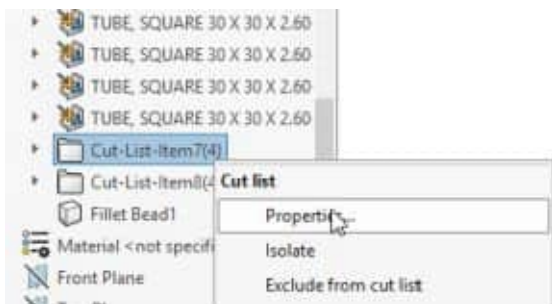 TUBE, SQUARE 30 X 30 X 2.60
TUBE, SQUARE 30 X 30 X 2.60
TUBE, SQUARE 30 X 30 X 2.60
TUBE, SQUARE 30 X 30 X 2.60
Cut-List-Item7(4)
Cut-List-Item8(4
Cut list
Fillet Bead1
Properti...
Material <not specifi
Isolate
Front Plane
Exclude from cut list